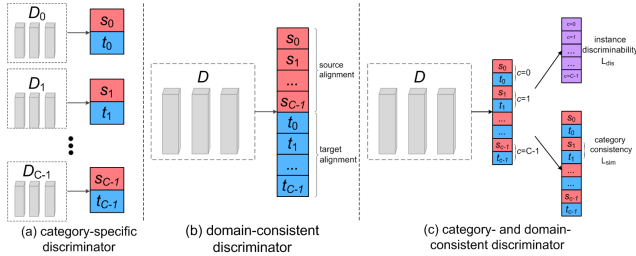 D0
s0
t0
D1
s1
t1
DC-1
sC-1
tC-1
(a) category-specific
discriminator
D
s0
s1
...
sC-1
t0
t1
...
tC-1
source
alignment
target
alignment
(b) domain-consistent
discriminator
D
s0
t0
s1
t1
...
...
sC-1
tC-1
c=0
c=1
c=C-1
c=0
c=1
...
...
c=C-1
instance
discriminability
Ldis
s0
t0
s1
t1
...
...
sC-1
tC-1
category
consistency
Lsim
(c) category- and domain-
consistent discriminator